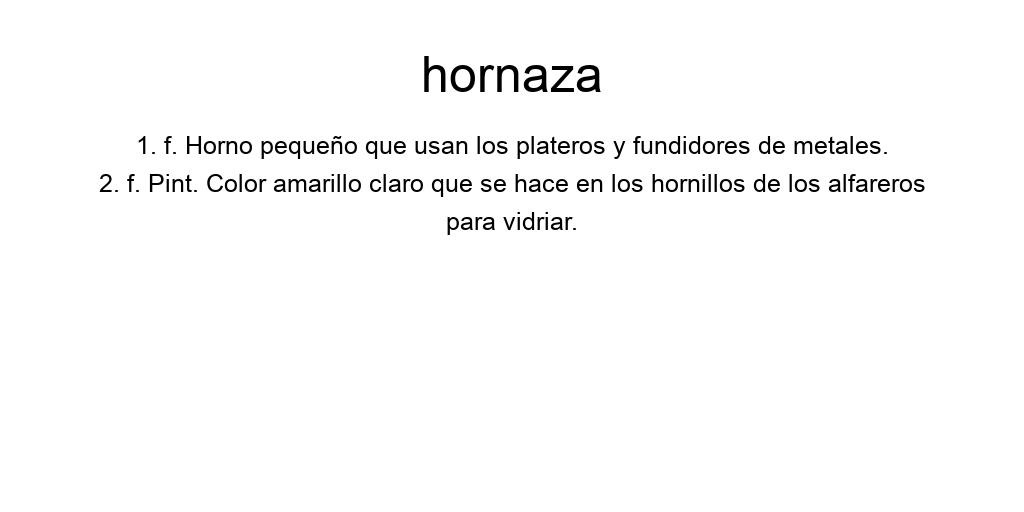 hornaza
1. f. Horno pequeño que usan los plateros y fundidores de metales.
2. f. Pint. Color amarillo claro que se hace en los hornillos de los alfareros
para vidriar.